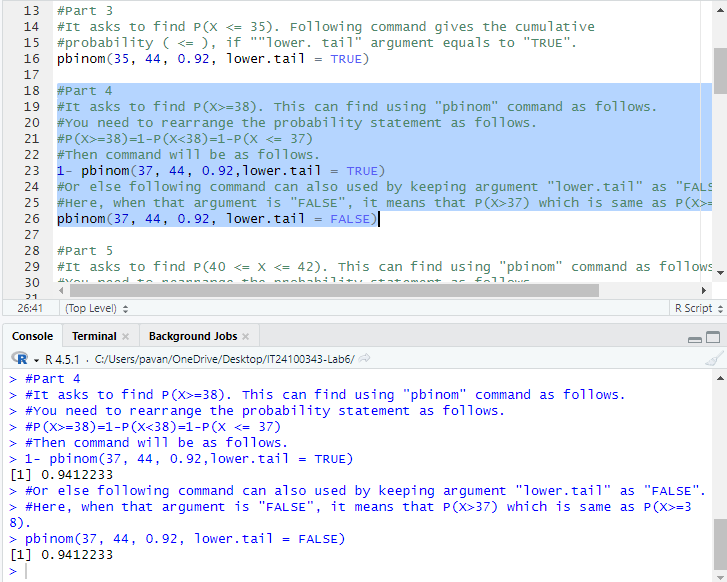 13 #Part 3
14 #It asks to find P(X <= 35). Following command gives the cumulative
15 #probability ( <= ), if ""lower. tail" argument equals to "TRUE".
16 pbinom(35, 44, 0.92, lower.tail = TRUE)
17
18 #Part 4
19 #It asks to find P(X>=38). This can find using "pbinom" command as follows.
20 #You need to rearrange the probability statement as follows.
21 #P(X>=38)=1-P(X<38)=1-P(X <= 37)
22 #Then command will be as follows.
23 1- pbinom(37, 44, 0.92,lower.tail = TRUE)
24 #Or else following command can also used by keeping argument "lower.tail" as "FALS
25 #Here, when that argument is "FALSE", it means that P(X>37) which is same as P(X>=
26 pbinom(37, 44, 0.92, lower.tail = FALSE)
27
28 #Part 5
29 #It asks to find P(40 <= X <= 42). This can find using "pbinom" command as follows
30 #You need to rearrange the probability statement as follows.
31
26:41 (Top Level) R Script
Console Terminal Background Jobs
R R 4.5.1 · C:/Users/pavan/OneDrive/Desktop/IT24100343-Lab6/
> #Part 4
> #It asks to find P(X>=38). This can find using "pbinom" command as follows.
> #You need to rearrange the probability statement as follows.
> #P(X>=38)=1-P(X<38)=1-P(X <= 37)
> #Then command will be as follows.
> 1- pbinom(37, 44, 0.92,lower.tail = TRUE)
[1] 0.9412233
> #Or else following command can also used by keeping argument "lower.tail" as "FALSE".
> #Here, when that argument is "FALSE", it means that P(X>37) which is same as P(X>=3
8).
> pbinom(37, 44, 0.92, lower.tail = FALSE)
[1] 0.9412233
>